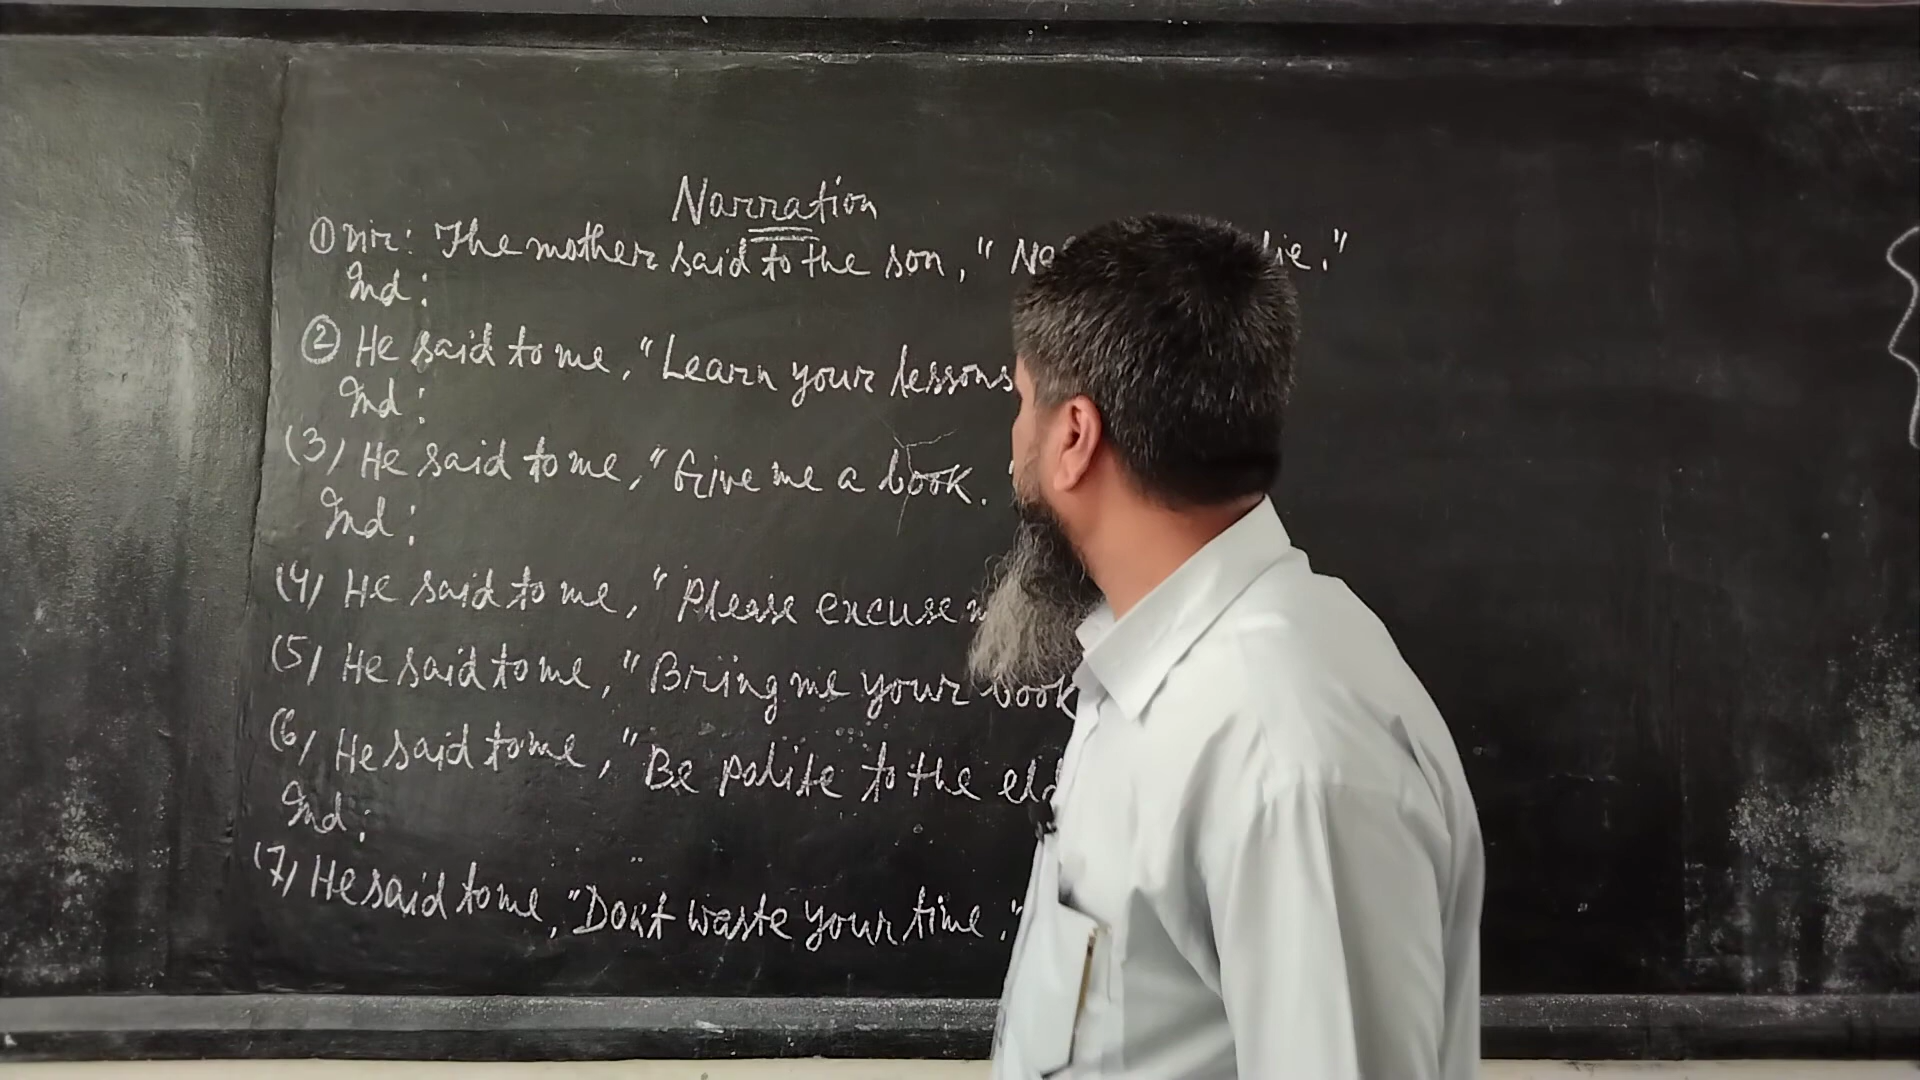 Narration
① Dir: The mother said to the son, " lie."
Ind:
② He said to me, "Learn your lessons
Ind:
(3) He said to me, "Give me a book."
Ind:
(4) He said to me, "Please excuse
(5) He said to me, "Bring me your book
(6) He said to me, "Be polite to the
Ind:
(7) He said to me, "Don't waste your time."